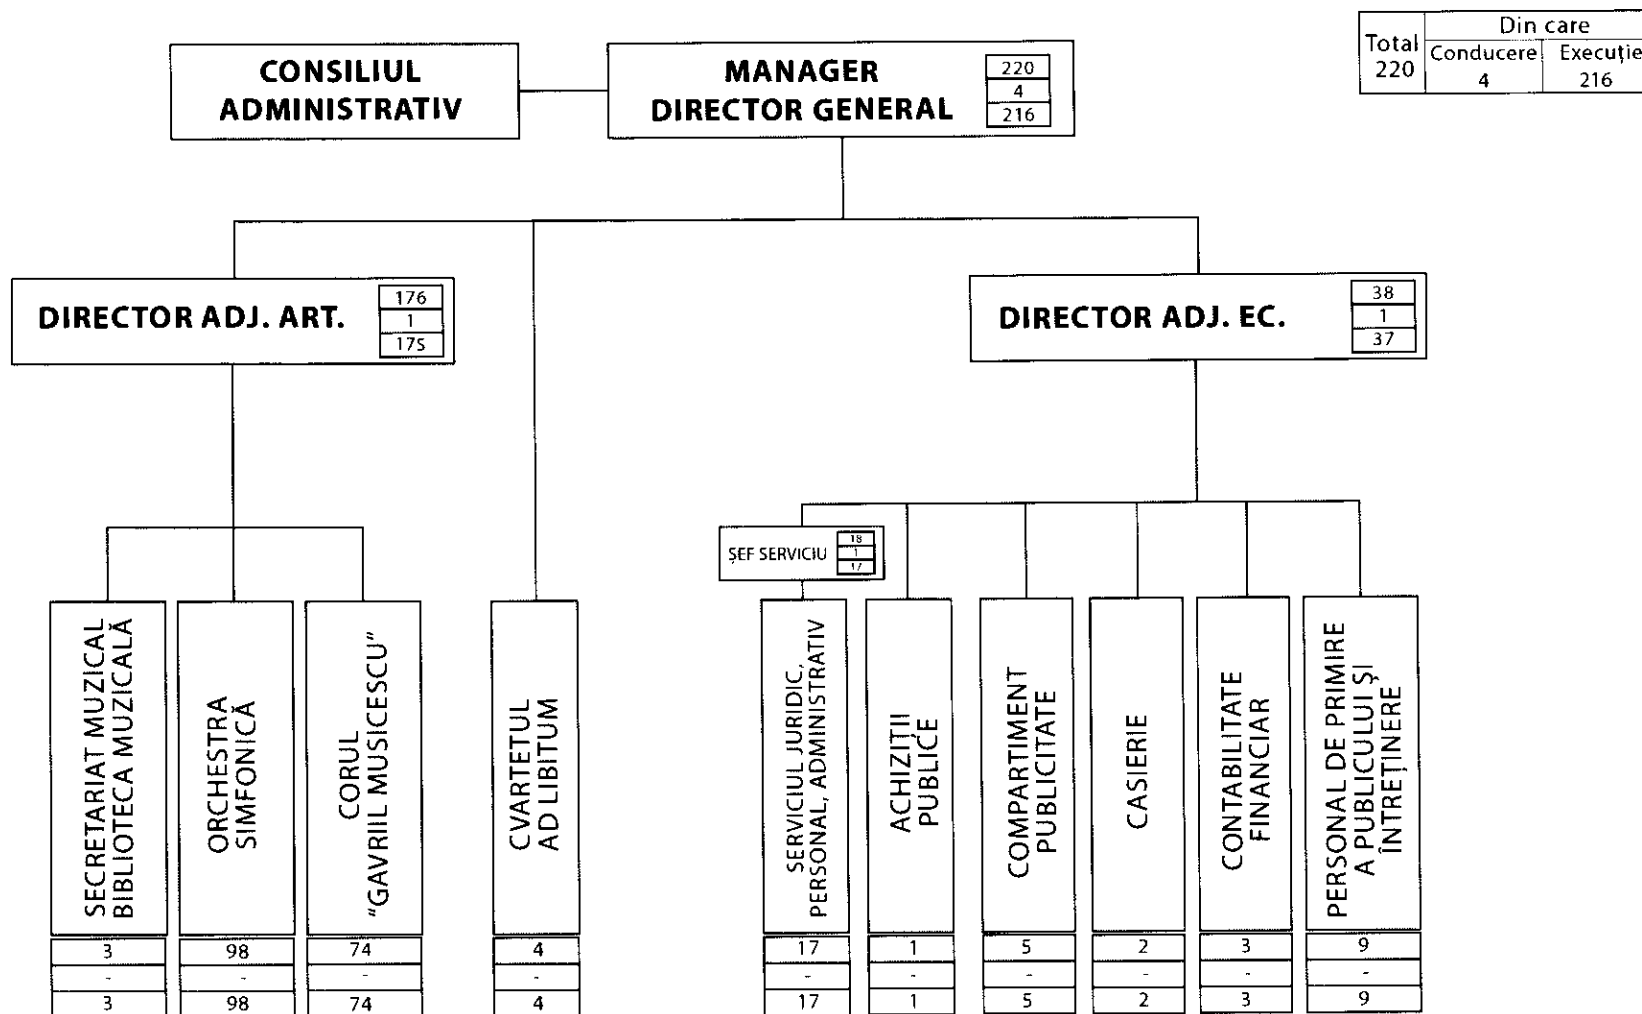 Total
220
Din care
Conducere
Execuție
4
216
CONSILIUL
ADMINISTRATIV
MANAGER
DIRECTOR GENERAL
220
4
216
DIRECTOR ADJ. ART.
176
1
175
DIRECTOR ADJ. EC.
38
1
37
ȘEF SERVICIU
18
1
17
SECRETARIAT MUZICAL
BIBLIOTECA MUZICALĂ
3
-
3
ORCHESTRA
SIMFONICĂ
98
-
98
CORUL
"GAVRIIL MUSICESCU"
74
-
74
CVARTETUL
AD LIBITUM
4
-
4
SERVICIUL JURIDIC,
PERSONAL, ADMINISTRATIV
17
-
17
ACHIZIȚII
PUBLICE
1
-
1
COMPARTIMENT
PUBLICITATE
5
-
5
CASIERIE
2
-
2
CONTABILITATE
FINANCIAR
3
-
3
PERSONAL DE PRIMIRE
A PUBLICULUI ȘI
ÎNTREȚINERE
9
-
9